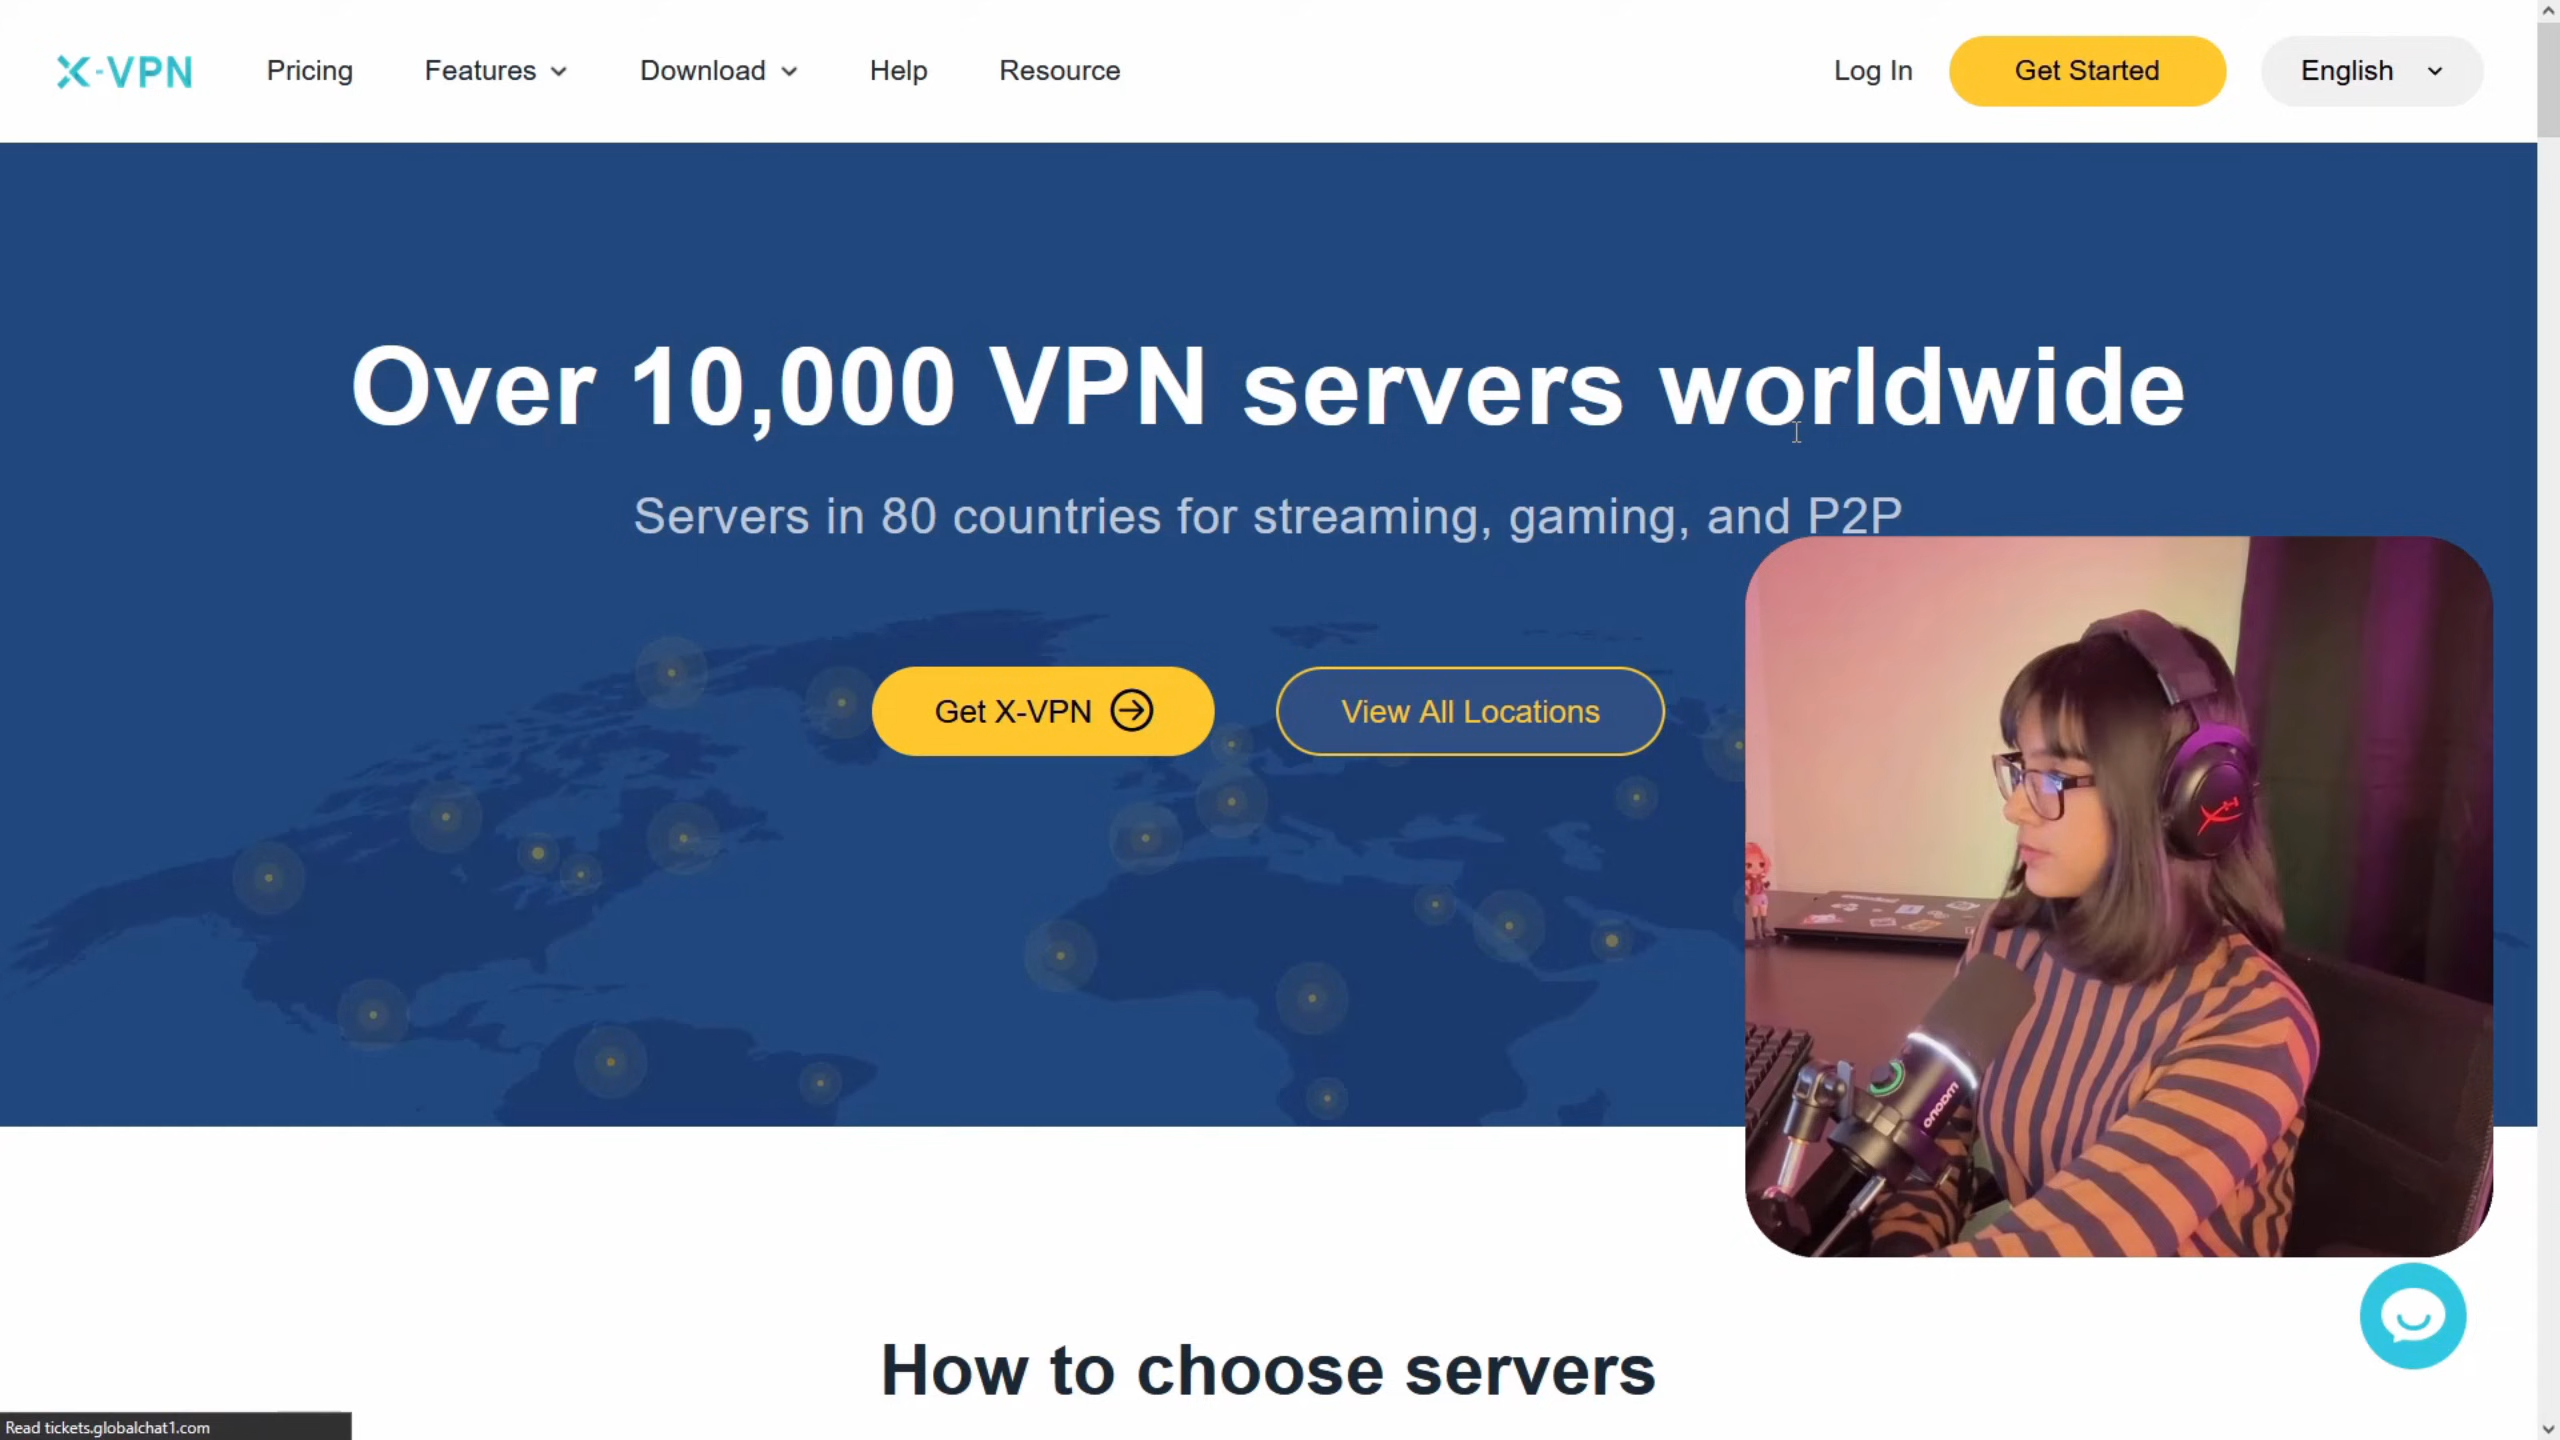 X-VPN
Pricing
Features
Download
Help
Resource
Log In
Get Started
English
Over 10,000 VPN servers worldwide
Servers in 80 countries for streaming, gaming, and P2P
Get X-VPN
View All Locations
maono
How to choose servers
Read tickets.globalchat1.com